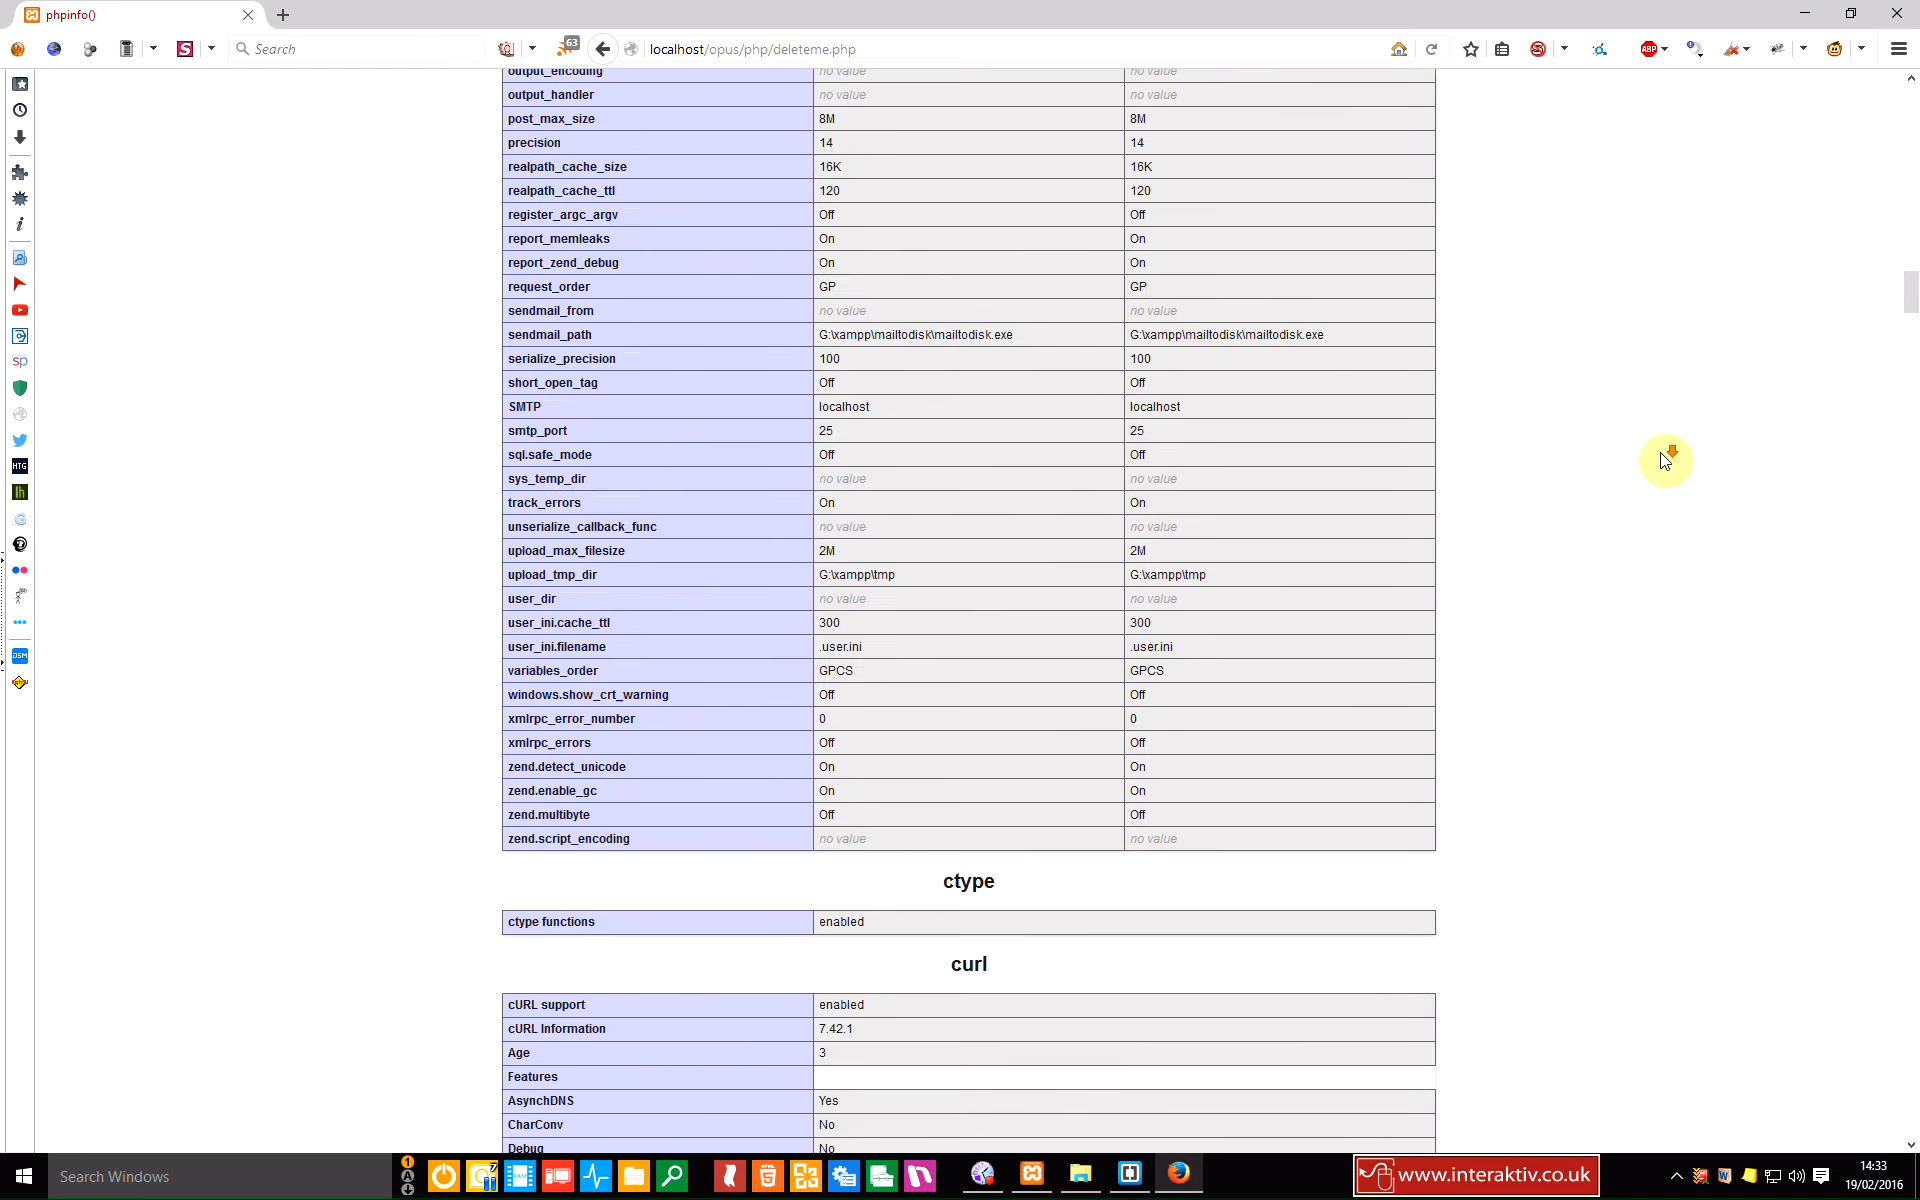 phpinfo()
Search
63
localhost/opus/php/deleteme.php
ABP
output_encoding no value no value
output_handler no value no value
post_max_size 8M 8M
precision 14 14
realpath_cache_size 16K 16K
realpath_cache_ttl 120 120
register_argc_argv Off Off
report_memleaks On On
report_zend_debug On On
request_order GP GP
sendmail_from no value no value
sendmail_path G:\xampp\mailtodisk\mailtodisk.exe G:\xampp\mailtodisk\mailtodisk.exe
serialize_precision 100 100
short_open_tag Off Off
SMTP localhost localhost
smtp_port 25 25
sql.safe_mode Off Off
sys_temp_dir no value no value
track_errors On On
unserialize_callback_func no value no value
upload_max_filesize 2M 2M
upload_tmp_dir G:\xampp\tmp G:\xampp\tmp
user_dir no value no value
user_ini.cache_ttl 300 300
user_ini.filename .user.ini .user.ini
variables_order GPCS GPCS
windows.show_crt_warning Off Off
xmlrpc_error_number 0 0
xmlrpc_errors Off Off
zend.detect_unicode On On
zend.enable_gc On On
zend.multibyte Off Off
zend.script_encoding no value no value
ctype
ctype functions enabled
curl
cURL support enabled
cURL Information 7.42.1
Age 3
Features
AsynchDNS Yes
CharConv No
Debug No
sp
HTG
lh
DSM
Search Windows
www.interaktiv.co.uk
14:33
19/02/2016